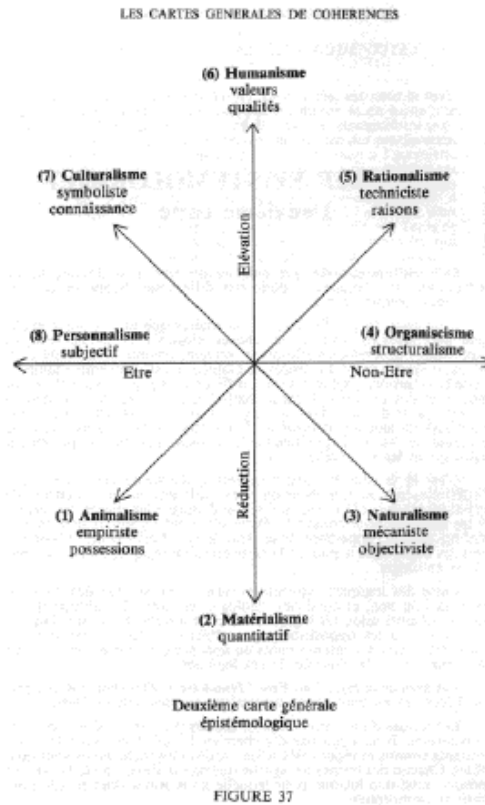 LES CARTES GENERALES DE COHERENCES
(6) Humanisme
valeurs
qualités
(7) Culturalisme
symboliste
connaissance
(5) Rationalisme
techniciste
raisons
Elévation
(8) Personnalisme
subjectif
(4) Organiscisme
structuralisme
Etre
Non-Etre
Réduction
(1) Animalisme
empiriste
possessions
(3) Naturalisme
mécaniste
objectiviste
(2) Matérialisme
quantitatif
Deuxième carte générale
épistémologique
FIGURE 37